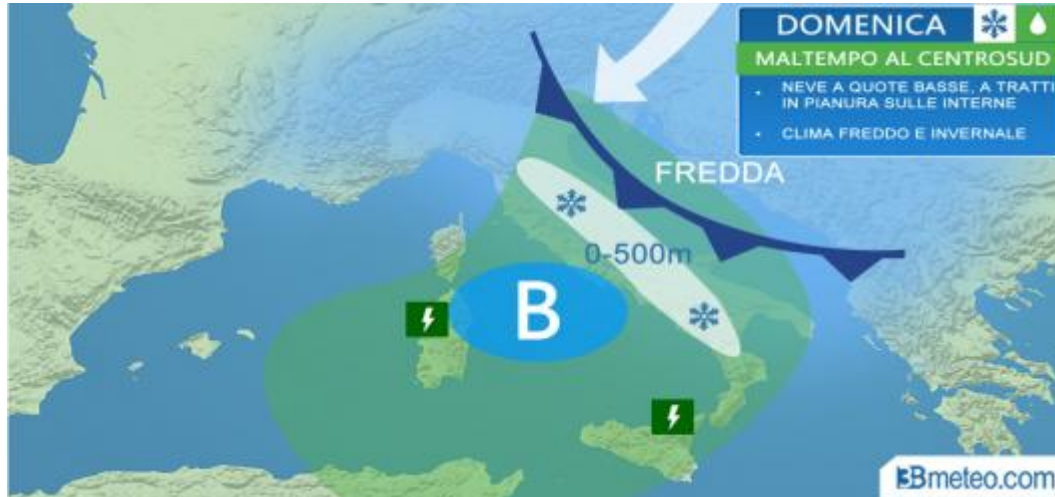 DOMENICA
MALTEMPO AL CENTROSUD
NEVE A QUOTE BASSE, A TRATTI
IN PIANURA SULLE INTERNE
CLIMA FREDDO E INVERNALE
FREDDA
0-500m
B
3Bmeteo.com